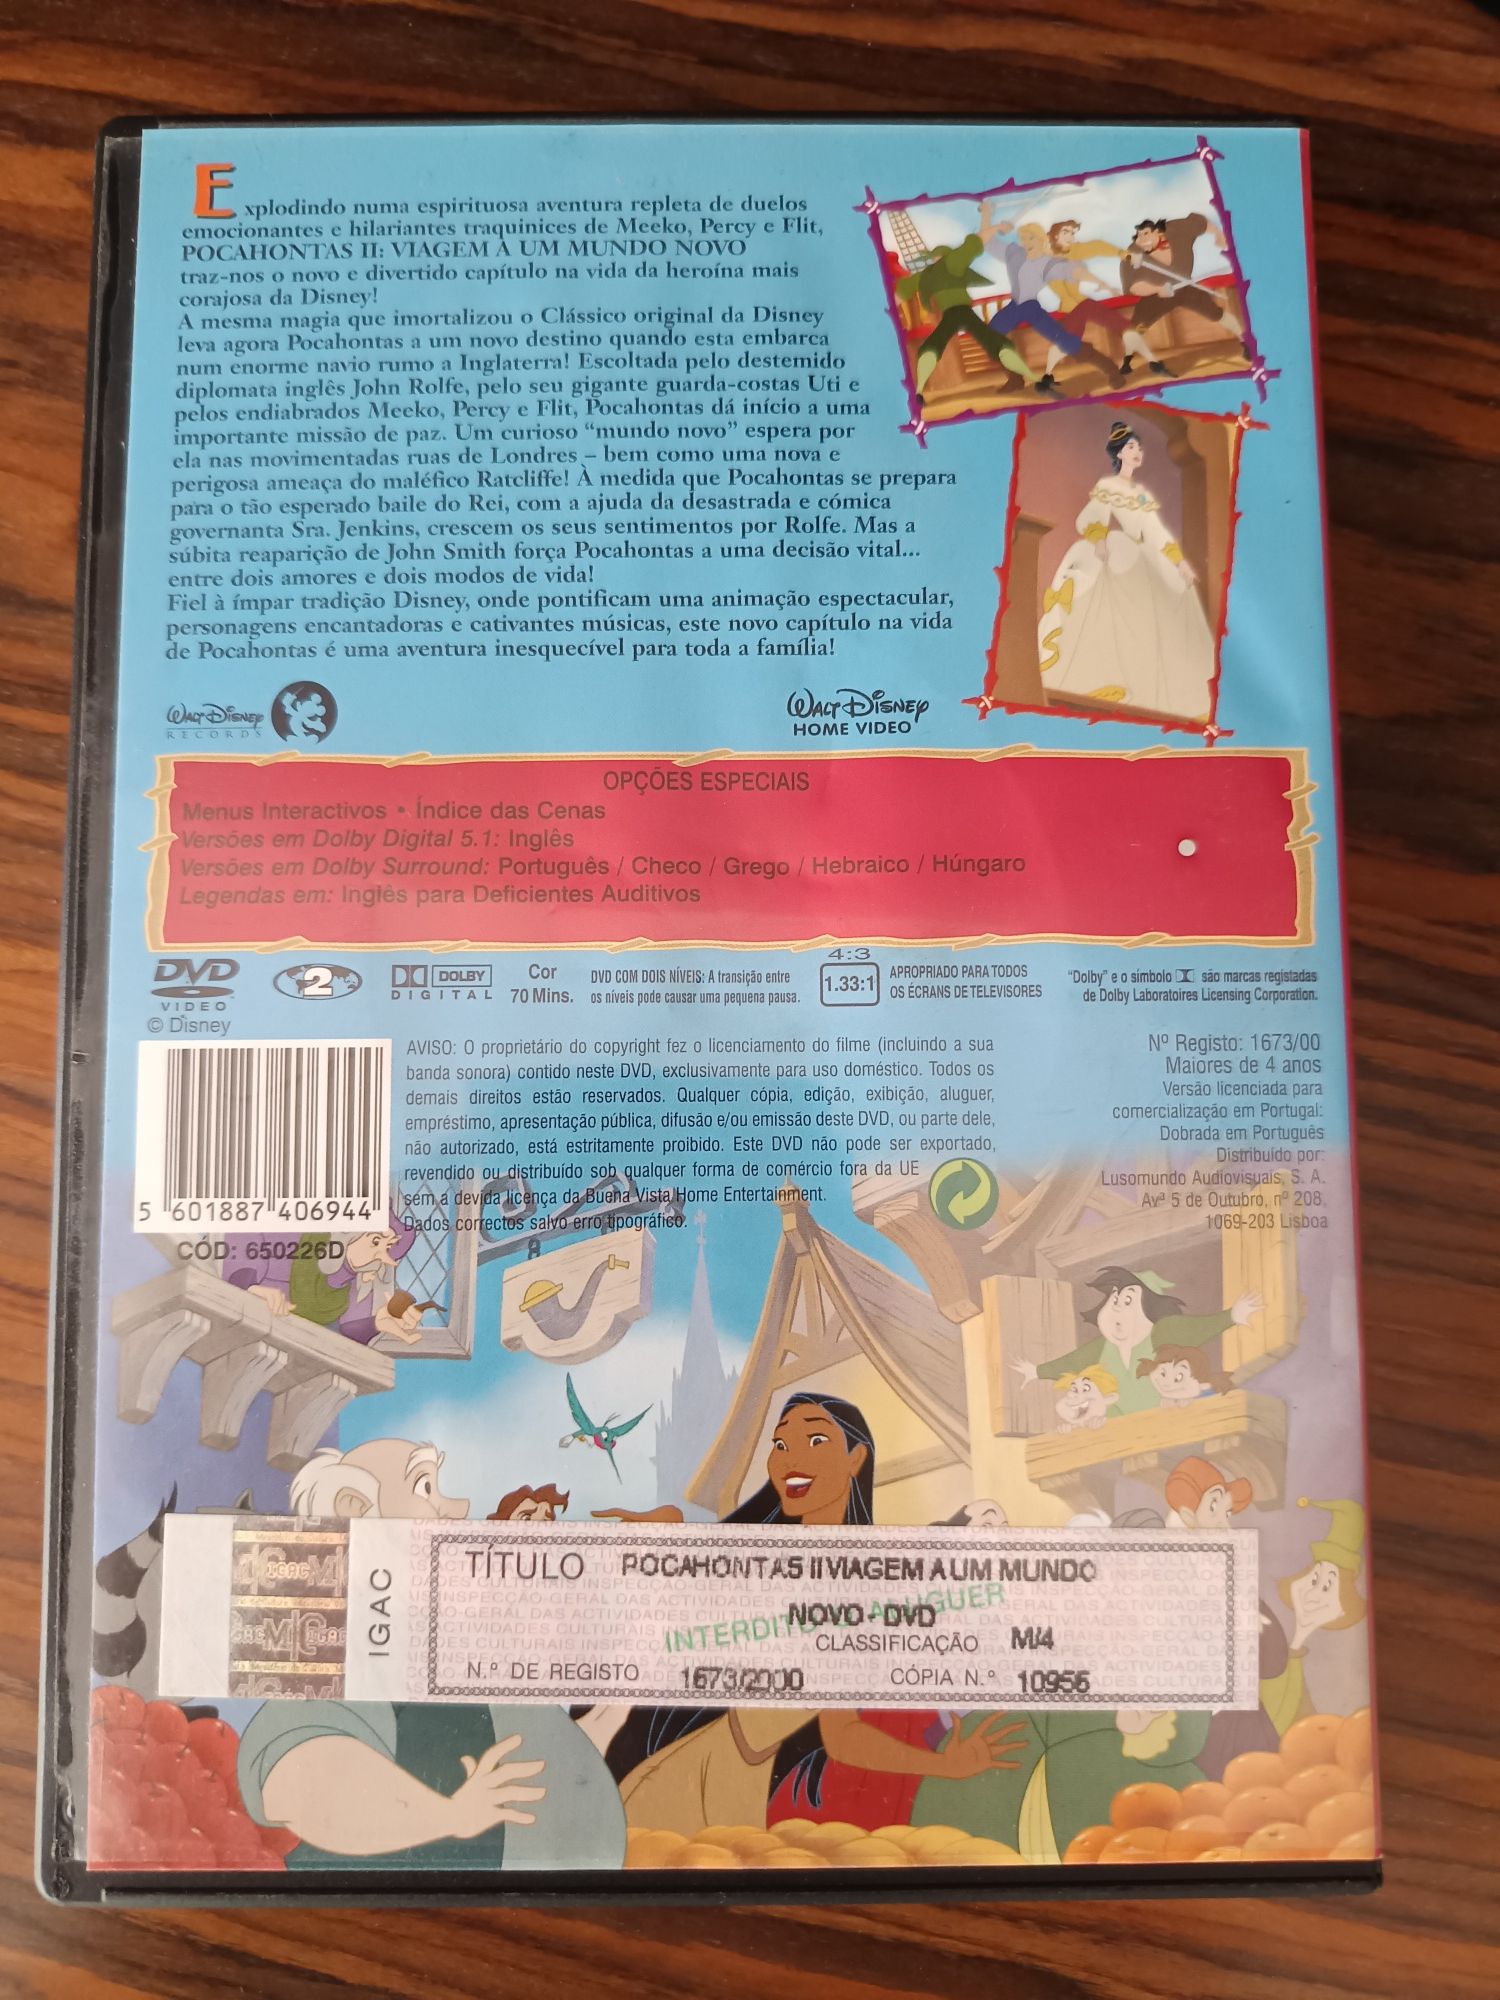 Explodindo numa espirituosa aventura repleta de duelos
emocionantes e hilariantes traquinices de Meeko, Percy e Flit,
POCAHONTAS II: VIAGEM A UM MUNDO NOVO
traz-nos o novo e divertido capítulo na vida da heroína mais
corajosa da Disney!
A mesma magia que imortalizou o Clássico original da Disney
leva agora Pocahontas a um novo destino quando esta embarca
num enorme navio rumo a Inglaterra! Escoltada pelo destemido
diplomata inglês John Rolfe, pelo seu gigante guarda-costas Uti e
pelos endiabrados Meeko, Percy e Flit, Pocahontas dá início a uma
importante missão de paz. Um curioso “mundo novo” espera por
ela nas movimentadas ruas de Londres – bem como uma nova e
perigosa ameaça do maléfico Ratcliffe! À medida que Pocahontas se prepara
para o tão esperado baile do Rei, com a ajuda da desastrada e cómica
governanta Sra. Jenkins, crescem os seus sentimentos por Rolfe. Mas a
súbita reaparição de John Smith força Pocahontas a uma decisão vital...
entre dois amores e dois modos de vida!
Fiel à ímpar tradição Disney, onde pontificam uma animação espectacular,
personagens encantadoras e cativantes músicas, este novo capítulo na vida
de Pocahontas é uma aventura inesquecível para toda a família!
WALT DISNEY
RECORDS
WALT DISNEY
HOME VIDEO
OPÇÕES ESPECIAIS
Menus Interactivos • Índice das Cenas
Versões em Dolby Digital 5.1: Inglês
Versões em Dolby Surround: Português / Checo / Grego / Hebraico / Húngaro
Legendas em: Inglês para Deficientes Auditivos
DVD
VIDEO
© Disney
2
DOLBY
DIGITAL
Cor
70 Mins.
DVD COM DOIS NÍVEIS: A transição entre
os níveis pode causar uma pequena pausa.
4:3
1.33:1
APROPRIADO PARA TODOS
OS ÉCRANS DE TELEVISORES
"Dolby" e o símbolo são marcas registadas
de Dolby Laboratoires Licensing Corporation.
AVISO: O proprietário do copyright fez o licenciamento do filme (incluindo a sua
banda sonora) contido neste DVD, exclusivamente para uso doméstico. Todos os
demais direitos estão reservados. Qualquer cópia, edição, exibição, aluguer,
empréstimo, apresentação pública, difusão e/ou emissão deste DVD, ou parte dele,
não autorizado, está estritamente proibido. Este DVD não pode ser exportado,
revendido ou distribuído sob qualquer forma de comércio fora da UE
sem a devida licença da Buena Vista Home Entertainment.
Dados correctos salvo erro tipográfico.
Nº Registo: 1673/00
Maiores de 4 anos
Versão licenciada para
comercialização em Portugal:
Dobrada em Português
Distribuído por:
Lusomundo Audiovisuais, S. A.
Avª 5 de Outubro, nº 208,
1069-203 Lisboa
5 601887 406944
CÓD: 650226D
IGAC
TÍTULO POCAHONTAS II VIAGEM A UM MUNDO
NOVO - DVD
INTERDITO ALUGUER
CLASSIFICAÇÃO M/4
N.º DE REGISTO 1673/2000 CÓPIA N.º 10956